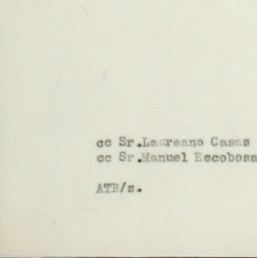 cc Sr.Laureano Casas
cc Sr.Manuel Escobosa
ATB/s.